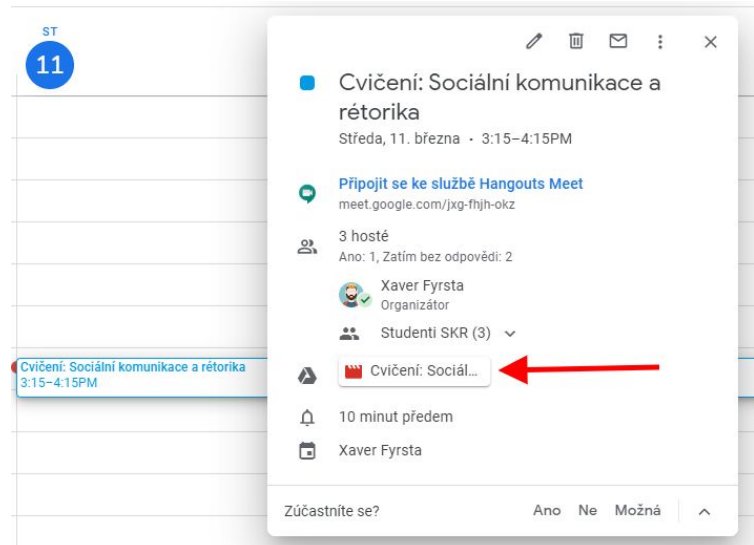 ST
11
Cvičení: Sociální komunikace a
rétorika
Středa, 11. března • 3:15–4:15PM
Připojit se ke službě Hangouts Meet
meet.google.com/jxg-fhjh-okz
3 hosté
Ano: 1, Zatím bez odpovědi: 2
Xaver Fyrsta
Organizátor
Studenti SKR (3)
Cvičení: Sociál...
10 minut předem
Xaver Fyrsta
Zúčastníte se?
Ano Ne Možná
Cvičení: Sociální komunikace a rétorika
3:15–4:15PM